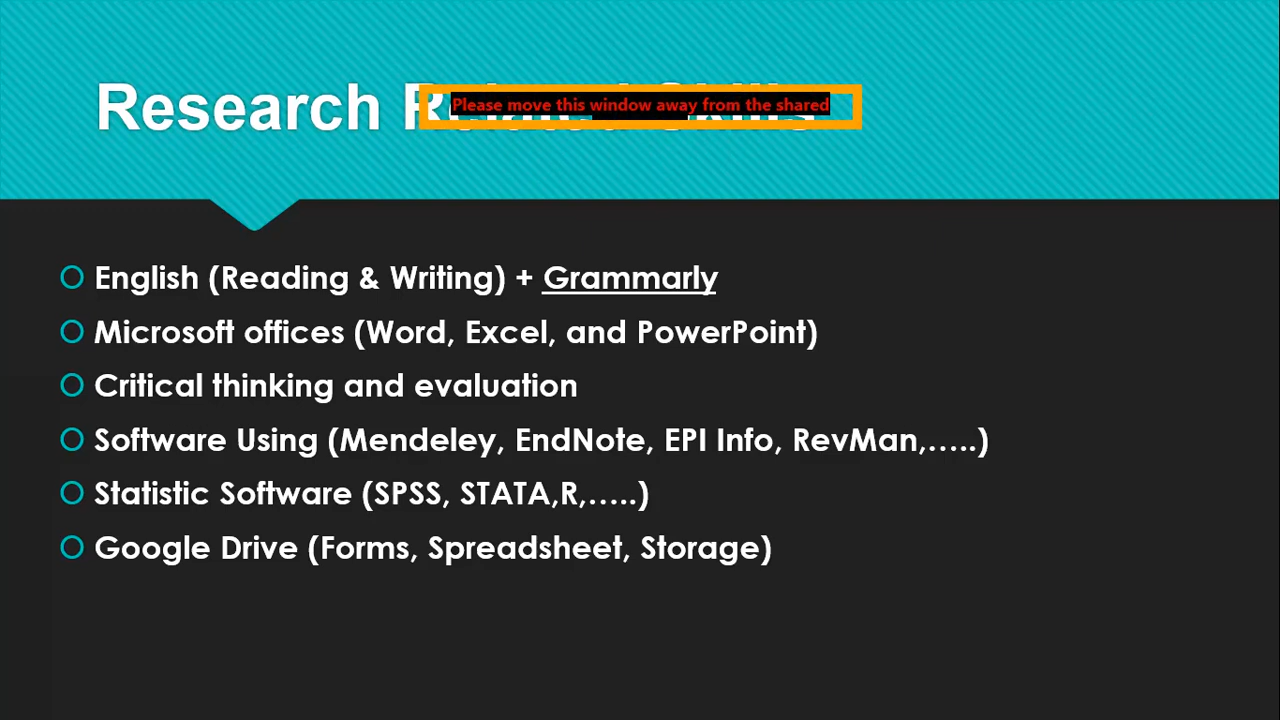 Research Related Skills
Please move this window away from the shared
English (Reading & Writing) + Grammarly
Microsoft offices (Word, Excel, and PowerPoint)
Critical thinking and evaluation
Software Using (Mendeley, EndNote, EPI Info, RevMan,…..)
Statistic Software (SPSS, STATA,R,…..)
Google Drive (Forms, Spreadsheet, Storage)